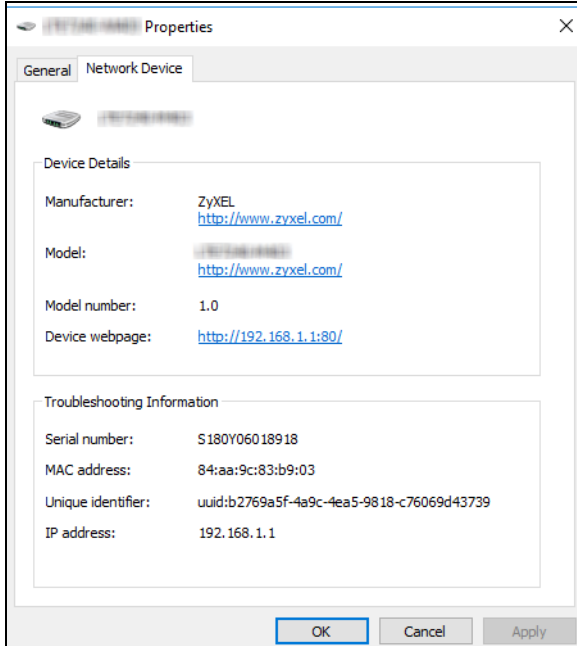 Properties
General Network Device
Device Details
Manufacturer: ZyXEL
http://www.zyxel.com/
Model:
http://www.zyxel.com/
Model number: 1.0
Device webpage: http://192.168.1.1:80/
Troubleshooting Information
Serial number: S180Y06018918
MAC address: 84:aa:9c:83:b9:03
Unique identifier: uuid:b2769a5f-4a9c-4ea5-9818-c76069d43739
IP address: 192.168.1.1
OK Cancel Apply